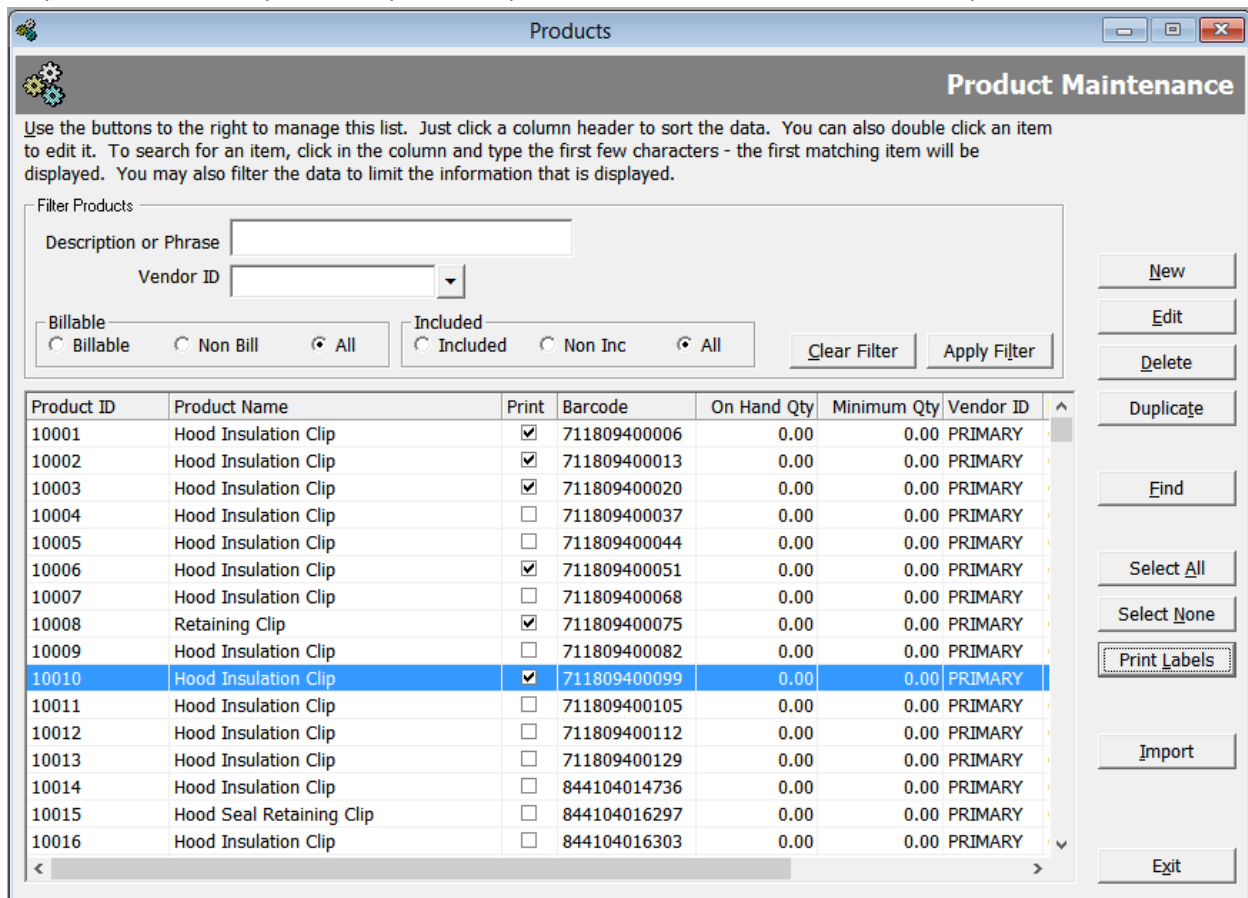 Products
Product Maintenance
Use the buttons to the right to manage this list. Just click a column header to sort the data. You can also double click an item
to edit it. To search for an item, click in the column and type the first few characters - the first matching item will be
displayed. You may also filter the data to limit the information that is displayed.
Filter Products
Description or Phrase
Vendor ID
Billable
Billable Non Bill All
Included
Included Non Inc All
Clear Filter Apply Filter
New
Edit
Delete
Duplicate
Find
Select All
Select None
Print Labels
Import
Exit
Product ID Product Name Print Barcode On Hand Qty Minimum Qty Vendor ID
10001 Hood Insulation Clip 711809400006 0.00 0.00 PRIMARY
10002 Hood Insulation Clip 711809400013 0.00 0.00 PRIMARY
10003 Hood Insulation Clip 711809400020 0.00 0.00 PRIMARY
10004 Hood Insulation Clip 711809400037 0.00 0.00 PRIMARY
10005 Hood Insulation Clip 711809400044 0.00 0.00 PRIMARY
10006 Hood Insulation Clip 711809400051 0.00 0.00 PRIMARY
10007 Hood Insulation Clip 711809400068 0.00 0.00 PRIMARY
10008 Retaining Clip 711809400075 0.00 0.00 PRIMARY
10009 Hood Insulation Clip 711809400082 0.00 0.00 PRIMARY
10010 Hood Insulation Clip 711809400099 0.00 0.00 PRIMARY
10011 Hood Insulation Clip 711809400105 0.00 0.00 PRIMARY
10012 Hood Insulation Clip 711809400112 0.00 0.00 PRIMARY
10013 Hood Insulation Clip 711809400129 0.00 0.00 PRIMARY
10014 Hood Insulation Clip 844104014736 0.00 0.00 PRIMARY
10015 Hood Seal Retaining Clip 844104016297 0.00 0.00 PRIMARY
10016 Hood Insulation Clip 844104016303 0.00 0.00 PRIMARY